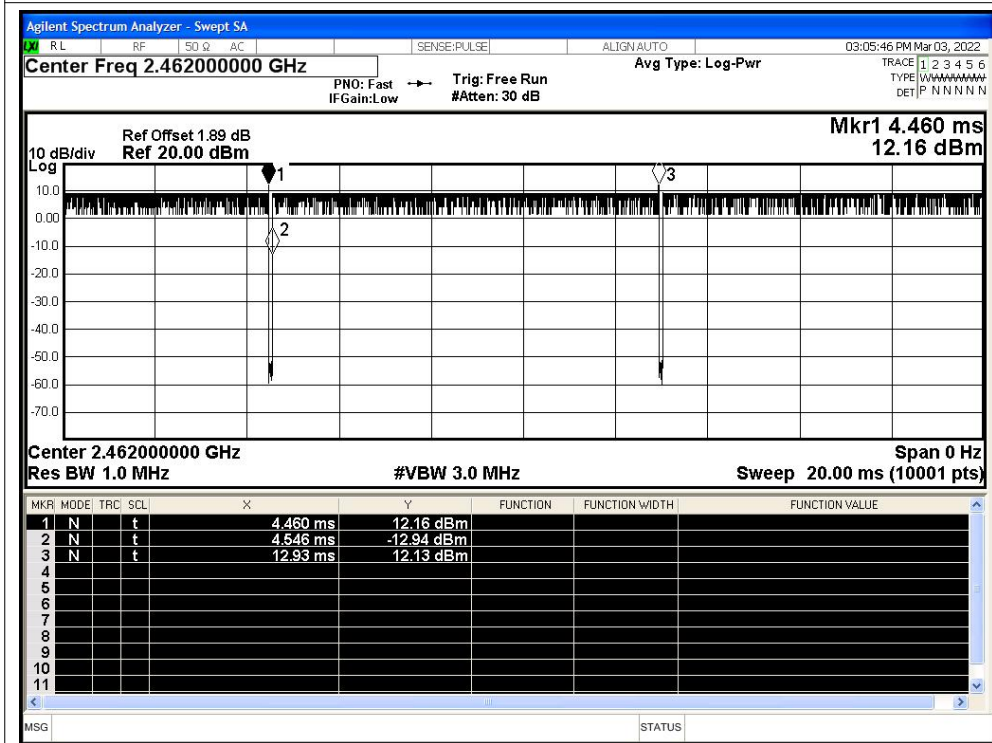 Agilent Spectrum Analyzer - Swept SA
LXI RL RF 50 Ω AC SENSE:PULSE ALIGN AUTO 03:05:46 PM Mar 03, 2022
Center Freq 2.462000000 GHz
PNO: Fast
IFGain:Low
Trig: Free Run
#Atten: 30 dB
Avg Type: Log-Pwr
TRACE 1 2 3 4 5 6
TYPE WWWWWW
DET P N N N N N
Ref Offset 1.89 dB
10 dB/div Ref 20.00 dBm
Log
Mkr1 4.460 ms
12.16 dBm
1
3
10.0
0.00
2
-10.0
-20.0
-30.0
-40.0
-50.0
-60.0
-70.0
Center 2.462000000 GHz Span 0 Hz
Res BW 1.0 MHz #VBW 3.0 MHz Sweep 20.00 ms (10001 pts)
MKR MODE TRC SCL X Y FUNCTION FUNCTION WIDTH FUNCTION VALUE
1 N t 4.460 ms 12.16 dBm
2 N t 4.546 ms -12.94 dBm
3 N t 12.93 ms 12.13 dBm
4
5
6
7
8
9
10
11
MSG STATUS